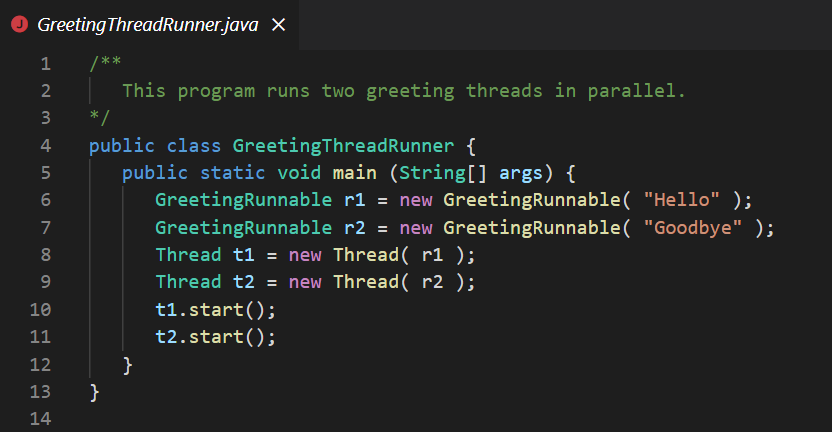 GreetingThreadRunner.java ×
1 /**
2 This program runs two greeting threads in parallel.
3 */
4 public class GreetingThreadRunner {
5 public static void main (String[] args) {
6 GreetingRunnable r1 = new GreetingRunnable( "Hello" );
7 GreetingRunnable r2 = new GreetingRunnable( "Goodbye" );
8 Thread t1 = new Thread( r1 );
9 Thread t2 = new Thread( r2 );
10 t1.start();
11 t2.start();
12 }
13 }
14